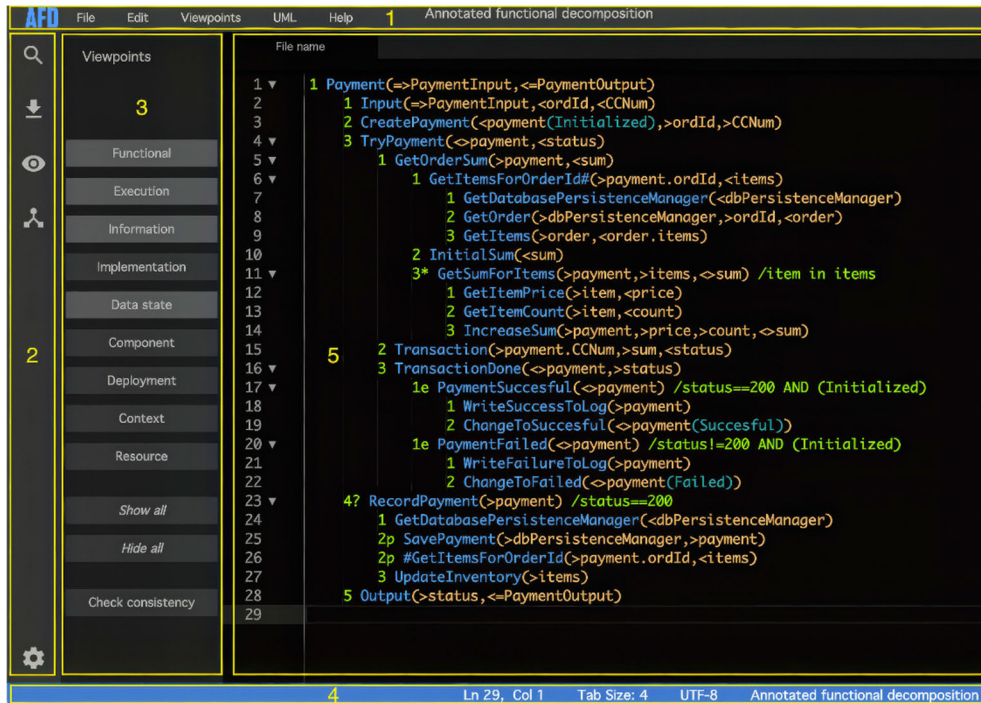 AFD File Edit Viewpoints UML Help 1 Annotated functional decomposition
Viewpoints
3
Functional
Execution
Information
Implementation
Data state
Component
Deployment
Context
Resource
Show all
Hide all
Check consistency
2
File name
1 ▼ 1 Payment(=>PaymentInput,<=PaymentOutput)
2 1 Input(=>PaymentInput,<ordId,<CCNum)
3 2 CreatePayment(<payment(Initialized),>ordId,>CCNum)
4 ▼ 3 TryPayment(<>payment,<status)
5 ▼ 1 GetOrderSum(>payment,<sum)
6 ▼ 1 GetItemsForOrderId#(>payment.ordId,<items)
7 1 GetDatabasePersistenceManager(<dbPersistenceManager)
8 2 GetOrder(>dbPersistenceManager,>ordId,<order)
9 3 GetItems(>order,<order.items)
10 2 InitialSum(<sum)
11 ▼ 3* GetSumForItems(>payment,>items,<>sum) /item in items
12 1 GetItemPrice(>item,<price)
13 2 GetItemCount(>item,<count)
14 3 IncreaseSum(>payment,>price,>count,<>sum)
15 2 Transaction(>payment.CCNum,>sum,<status)
16 ▼ 3 TransactionDone(<>payment,>status)
17 ▼ 1e PaymentSuccesful(<>payment) /status==200 AND (Initialized)
18 1 WriteSuccessToLog(>payment)
19 2 ChangeToSuccesful(<>payment(Succesful))
20 ▼ 1e PaymentFailed(<>payment) /status!=200 AND (Initialized)
21 1 WriteFailureToLog(>payment)
22 2 ChangeToFailed(<>payment(Failed))
23 ▼ 4? RecordPayment(>payment) /status==200
24 1 GetDatabasePersistenceManager(<dbPersistenceManager)
25 2p SavePayment(>dbPersistenceManager,>payment)
26 2p #GetItemsForOrderId(>payment.ordId,<items)
27 3 UpdateInventory(>items)
28 5 Output(>status,<=PaymentOutput)
29
5
4 Ln 29, Col 1 Tab Size: 4 UTF-8 Annotated functional decomposition